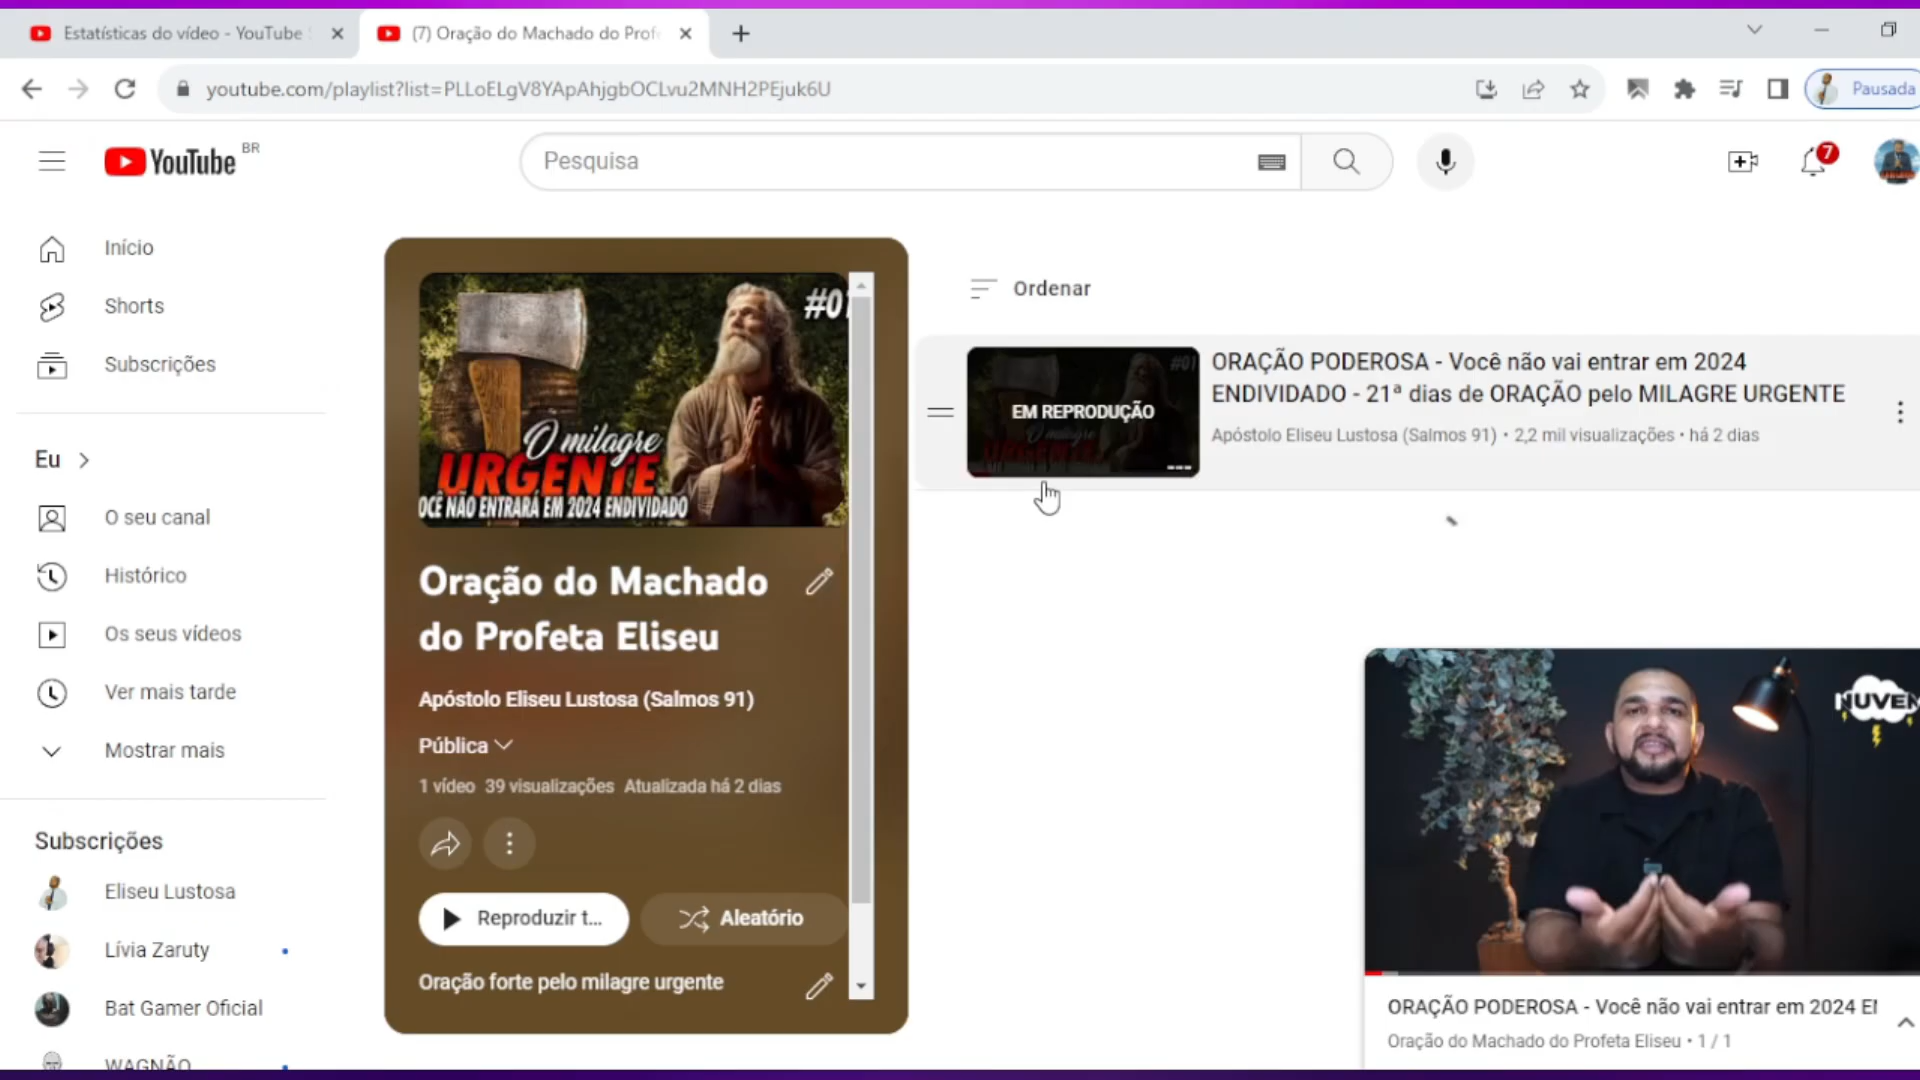 Estatísticas do vídeo - YouTube
(7) Oração do Machado do Prof
youtube.com/playlist?list=PLLoELgV8YApAhjgbOCLvu2MNH2PEjuk6U
Pausada
YouTube BR
Pesquisa
7
Início
Shorts
Subscrições
Eu
O seu canal
Histórico
Os seus vídeos
Ver mais tarde
Mostrar mais
Subscrições
Eliseu Lustosa
Lívia Zaruty
Bat Gamer Oficial
WAGNÃO
#01
O milagre
URGENTE
OCÊ NÃO ENTRARÁ EM 2024 ENDIVIDADO
Oração do Machado
do Profeta Eliseu
Apóstolo Eliseu Lustosa (Salmos 91)
Pública
1 vídeo 39 visualizações Atualizada há 2 dias
Reproduzir t...
Aleatório
Oração forte pelo milagre urgente
Ordenar
#01
EM REPRODUÇÃO
O milagre
URGENTE
ORAÇÃO PODEROSA - Você não vai entrar em 2024
ENDIVIDADO - 21ª dias de ORAÇÃO pelo MILAGRE URGENTE
Apóstolo Eliseu Lustosa (Salmos 91) • 2,2 mil visualizações • há 2 dias
NUVEM
ORAÇÃO PODEROSA - Você não vai entrar em 2024 EI
Oração do Machado do Profeta Eliseu • 1 / 1